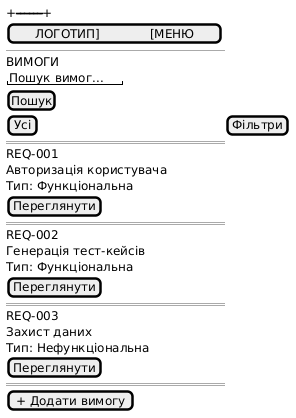 +------+
ЛОГОТИП] [МЕНЮ
ВИМОГИ
Пошук вимог...
Пошук
Усі Фільтри
REQ-001
Авторизація користувача
Тип: Функціональна
Переглянути
REQ-002
Генерація тест-кейсів
Тип: Функціональна
Переглянути
REQ-003
Захист даних
Тип: Нефункціональна
Переглянути
+ Додати вимогу